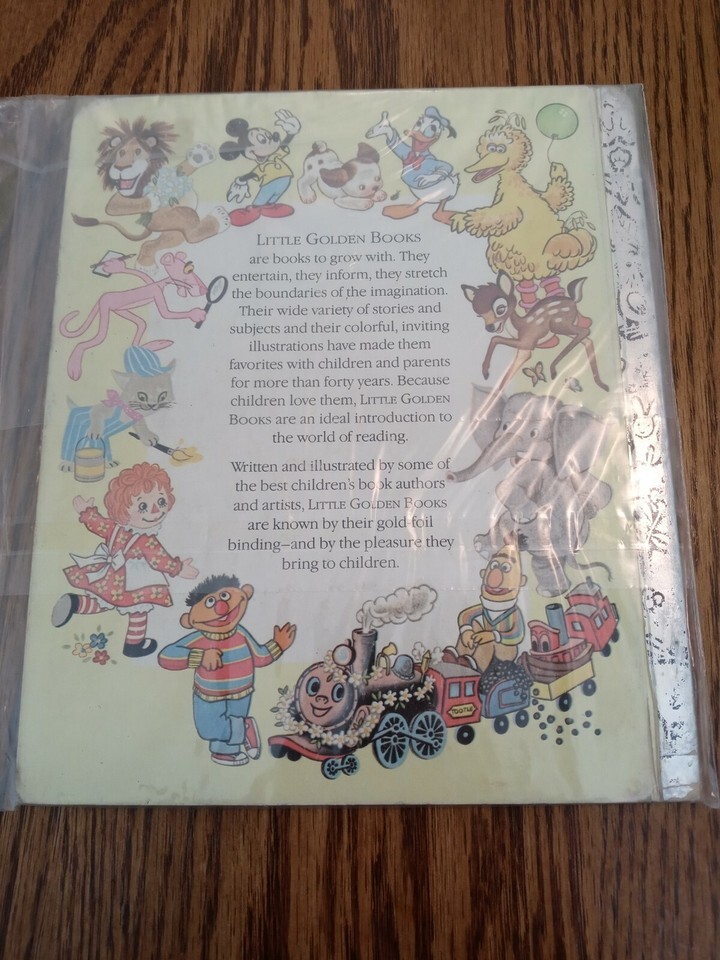 LITTLE GOLDEN BOOKS
are books to grow with. They
entertain, they inform, they stretch
the boundaries of the imagination.
Their wide variety of stories and
subjects and their colorful, inviting
illustrations have made them
favorites with children and parents
for more than forty years. Because
children love them, LITTLE GOLDEN
BOOKS are an ideal introduction to
the world of reading.
Written and illustrated by some of
the best children's book authors
and artists, LITTLE GOLDEN BOOKS
are known by their gold-foil
binding—and by the pleasure they
bring to children.
TOOTLE